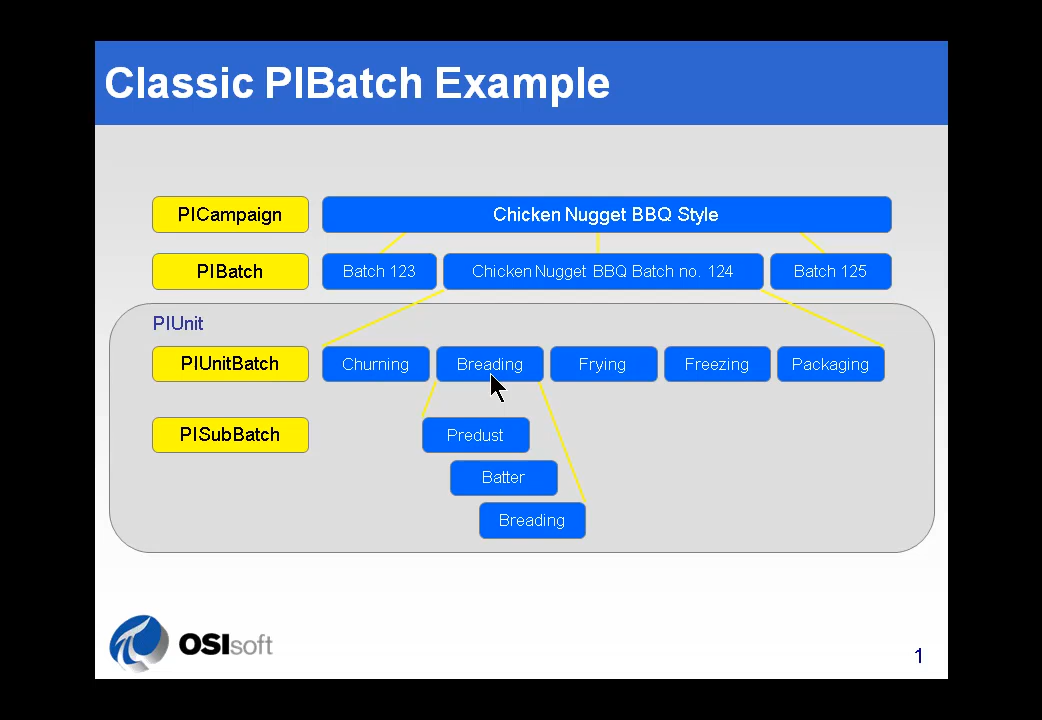 Classic PIBatch Example
PICampaign
Chicken Nugget BBQ Style
PIBatch
Batch 123
Chicken Nugget BBQ Batch no. 124
Batch 125
PIUnit
PIUnitBatch
Churning
Breading
Frying
Freezing
Packaging
PISubBatch
Predust
Batter
Breading
OSIsoft
1